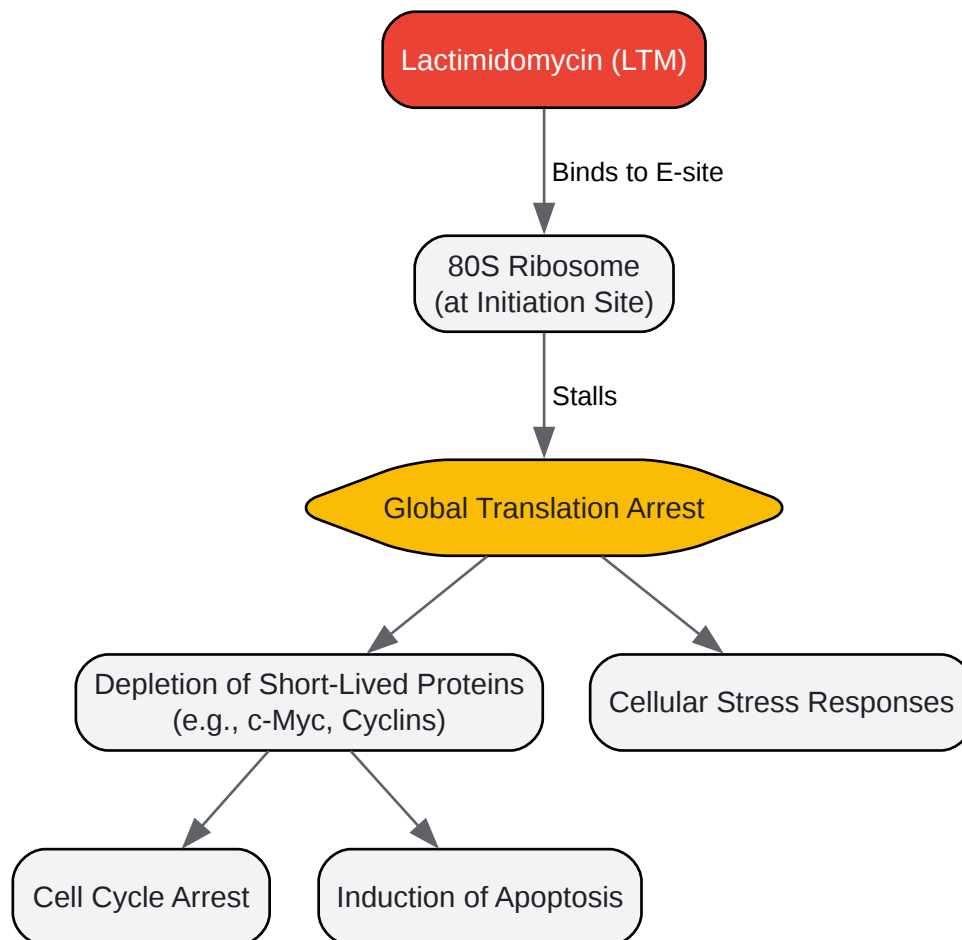 Lactimidomycin (LTM)
Binds to E-site
80S Ribosome
(at Initiation Site)
Stalls
Global Translation Arrest
Depletion of Short-Lived Proteins
(e.g., c-Myc, Cyclins)
Cellular Stress Responses
Cell Cycle Arrest
Induction of Apoptosis